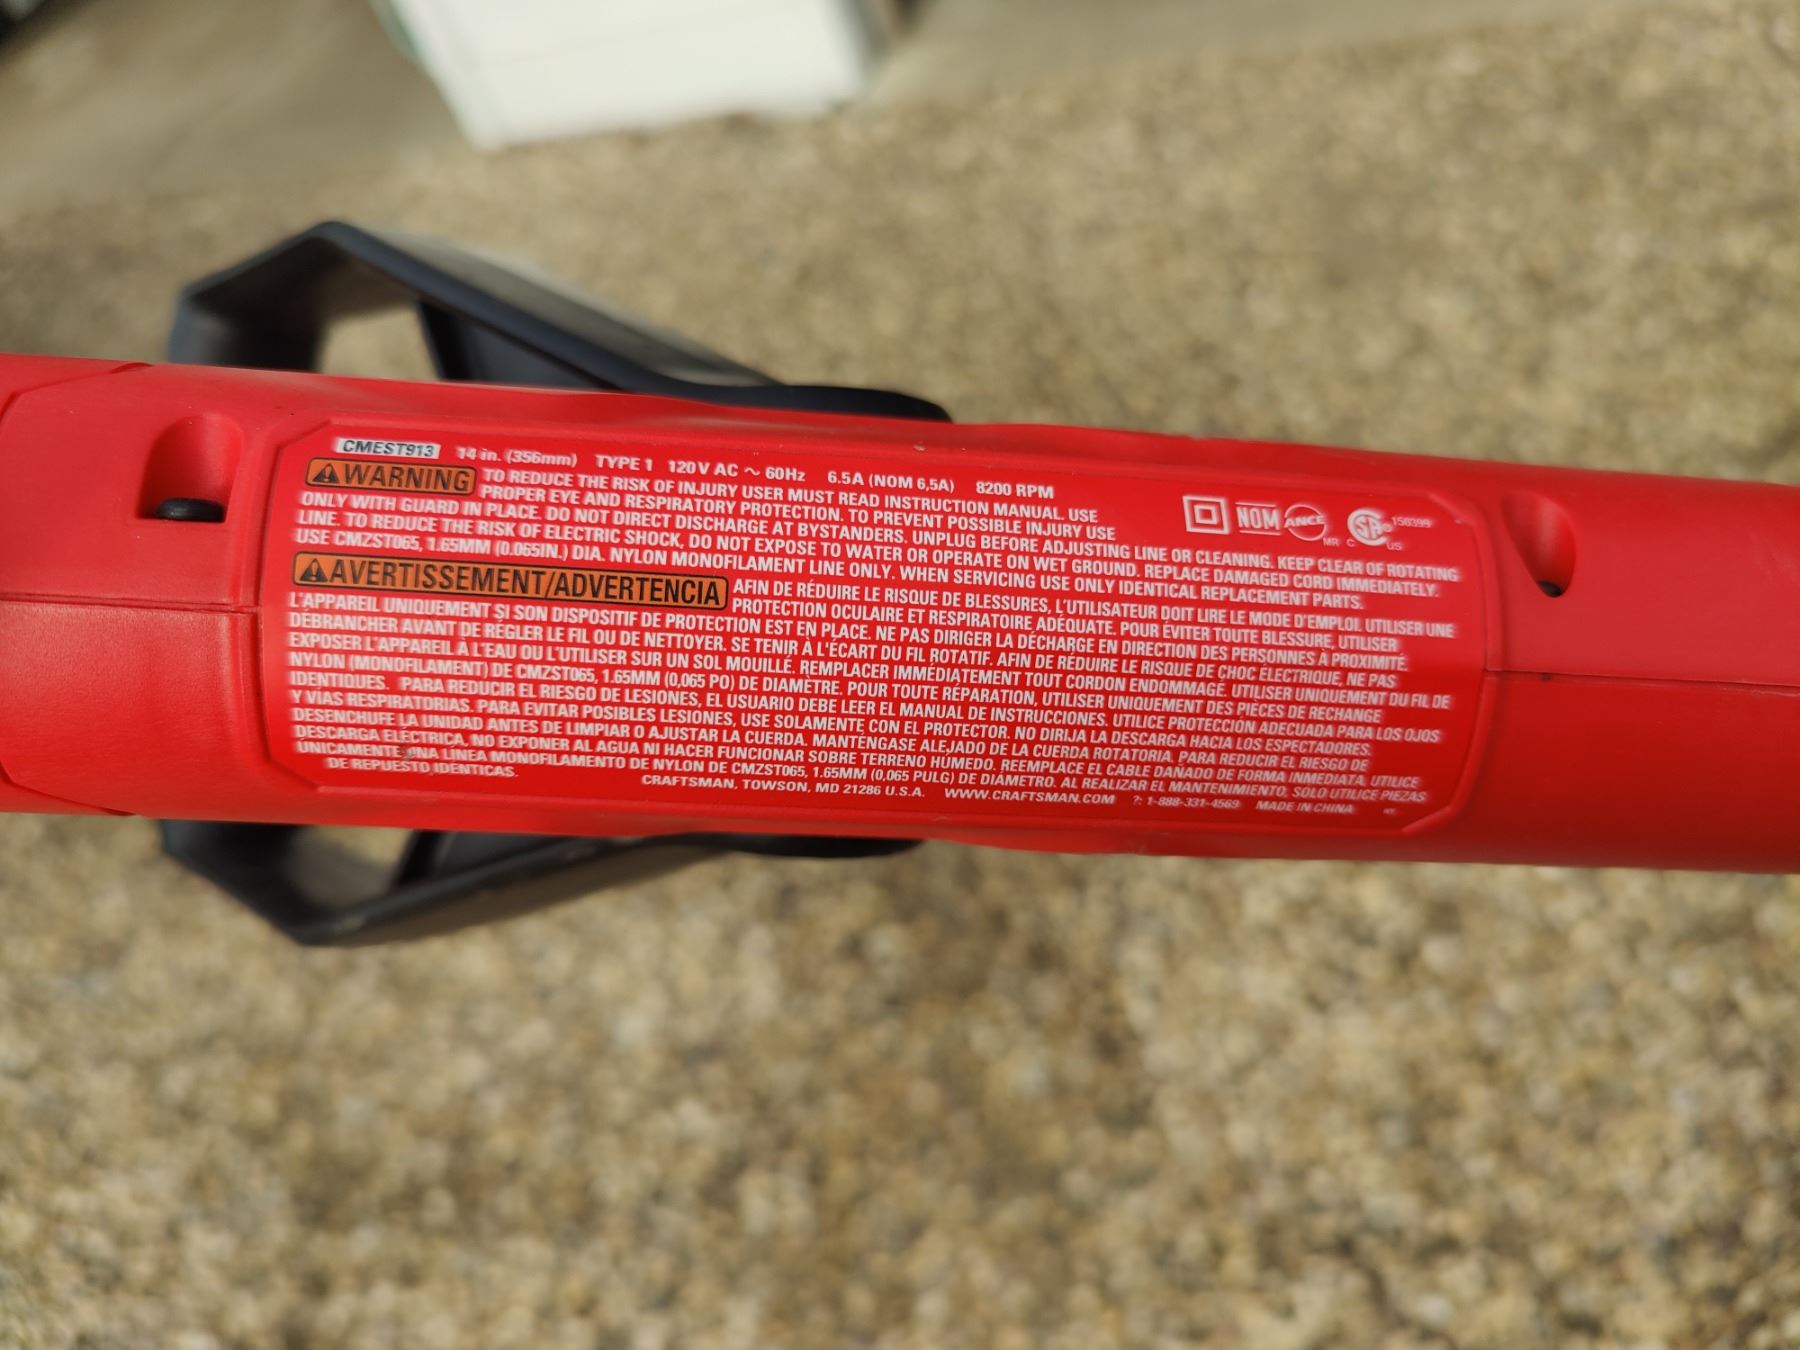 CMEST913 14 in. (356mm) TYPE 1 120V AC ~ 60Hz 6.5A (NOM 6,5A) 8200 RPM
WARNING TO REDUCE THE RISK OF INJURY USER MUST READ INSTRUCTION MANUAL. USE
PROPER EYE AND RESPIRATORY PROTECTION. TO PREVENT POSSIBLE INJURY USE
ONLY WITH GUARD IN PLACE. DO NOT DIRECT DISCHARGE AT BYSTANDERS. UNPLUG BEFORE ADJUSTING LINE OR CLEANING. KEEP CLEAR OF ROTATING
LINE. TO REDUCE THE RISK OF ELECTRIC SHOCK, DO NOT EXPOSE TO WATER OR OPERATE ON WET GROUND. REPLACE DAMAGED CORD IMMEDIATELY.
USE CMZST065, 1.65MM (0.065IN.) DIA. NYLON MONOFILAMENT LINE ONLY. WHEN SERVICING USE ONLY IDENTICAL REPLACEMENT PARTS.
NOM ANCE MR C SA US 150399
AVERTISSEMENT/ADVERTENCIA AFIN DE RÉDUIRE LE RISQUE DE BLESSURES, L'UTILISATEUR DOIT LIRE LE MODE D'EMPLOI. UTILISER UNE
PROTECTION OCULAIRE ET RESPIRATOIRE ADÉQUATE. POUR ÉVITER TOUTE BLESSURE, UTILISER
L'APPAREIL UNIQUEMENT SI SON DISPOSITIF DE PROTECTION EST EN PLACE. NE PAS DIRIGER LA DÉCHARGE EN DIRECTION DES PERSONNES À PROXIMITÉ.
DÉBRANCHER AVANT DE RÉGLER LE FIL OU DE NETTOYER. SE TENIR À L'ÉCART DU FIL ROTATIF. AFIN DE RÉDUIRE LE RISQUE DE CHOC ÉLECTRIQUE, NE PAS
EXPOSER L'APPAREIL À L'EAU OU L'UTILISER SUR UN SOL MOUILLÉ. REMPLACER IMMÉDIATEMENT TOUT CORDON ENDOMMAGÉ. UTILISER UNIQUEMENT DU FIL DE
NYLON (MONOFILAMENT) DE CMZST065, 1.65MM (0,065 PO) DE DIAMÈTRE. POUR TOUTE RÉPARATION, UTILISER UNIQUEMENT DES PIÈCES DE RECHANGE
IDENTIQUES. PARA REDUCIR EL RIESGO DE LESIONES, EL USUARIO DEBE LEER EL MANUAL DE INSTRUCCIONES. UTILICE PROTECCIÓN ADECUADA PARA LOS OJOS
Y VÍAS RESPIRATORIAS. PARA EVITAR POSIBLES LESIONES, USE SOLAMENTE CON EL PROTECTOR. NO DIRIJA LA DESCARGA HACIA LOS ESPECTADORES.
DESENCHUFE LA UNIDAD ANTES DE LIMPIAR O AJUSTAR LA CUERDA. MANTÉNGASE ALEJADO DE LA CUERDA ROTATORIA. PARA REDUCIR EL RIESGO DE
DESCARGA ELÉCTRICA, NO EXPONER AL AGUA NI HACER FUNCIONAR SOBRE TERRENO HÚMEDO. REEMPLACE EL CABLE DAÑADO DE FORMA INMEDIATA. UTILICE
ÚNICAMENTE UNA LÍNEA MONOFILAMENTO DE NYLON DE CMZST065, 1.65MM (0,065 PULG) DE DIÁMETRO. AL REALIZAR EL MANTENIMIENTO, SOLO UTILICE PIEZAS
DE REPUESTO IDENTICAS.
CRAFTSMAN, TOWSON, MD 21286 U.S.A. WWW.CRAFTSMAN.COM ?: 1-888-331-4569 MADE IN CHINA